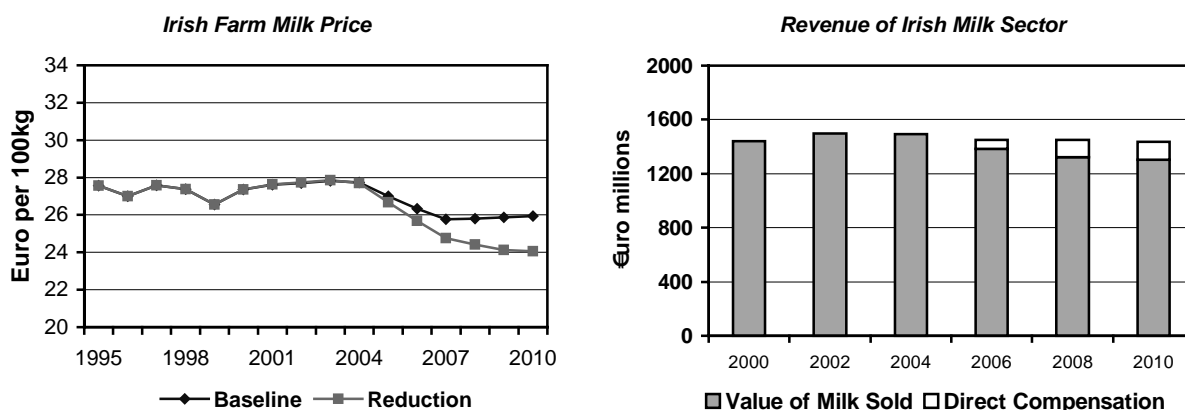 Irish Farm Milk Price
Euro per 100kg
34
32
30
28
26
24
22
20
1995 1998 2001 2004 2007 2010
Baseline Reduction
Revenue of Irish Milk Sector
€uro millions
2000
1600
1200
800
400
0
2000 2002 2004 2006 2008 2010
Value of Milk Sold Direct Compensation